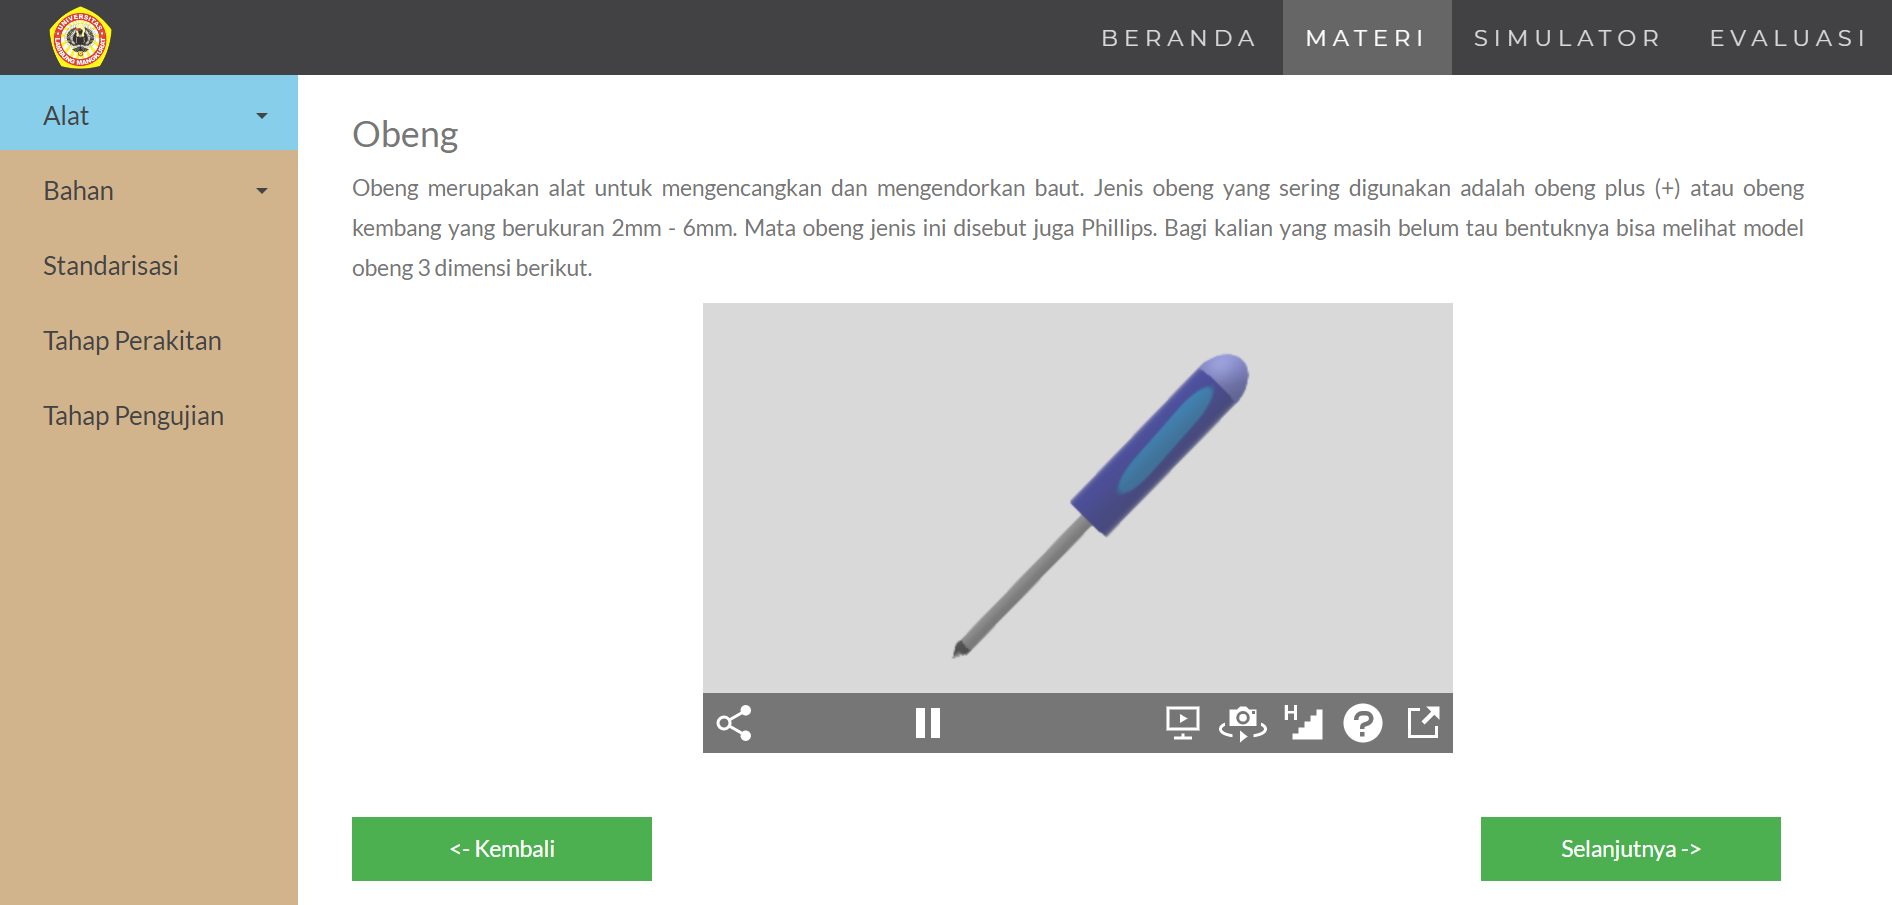 UNIVERSITAS
LAMBUNG MANGKURAT
BERANDA
MATERI
SIMULATOR
EVALUASI
Alat
Bahan
Standarisasi
Tahap Perakitan
Tahap Pengujian
Obeng
Obeng merupakan alat untuk mengencangkan dan mengendorkan baut. Jenis obeng yang sering digunakan adalah obeng plus (+) atau obeng
kembang yang berukuran 2mm - 6mm. Mata obeng jenis ini disebut juga Phillips. Bagi kalian yang masih belum tau bentuknya bisa melihat model
obeng 3 dimensi berikut.
H
?
<- Kembali
Selanjutnya ->